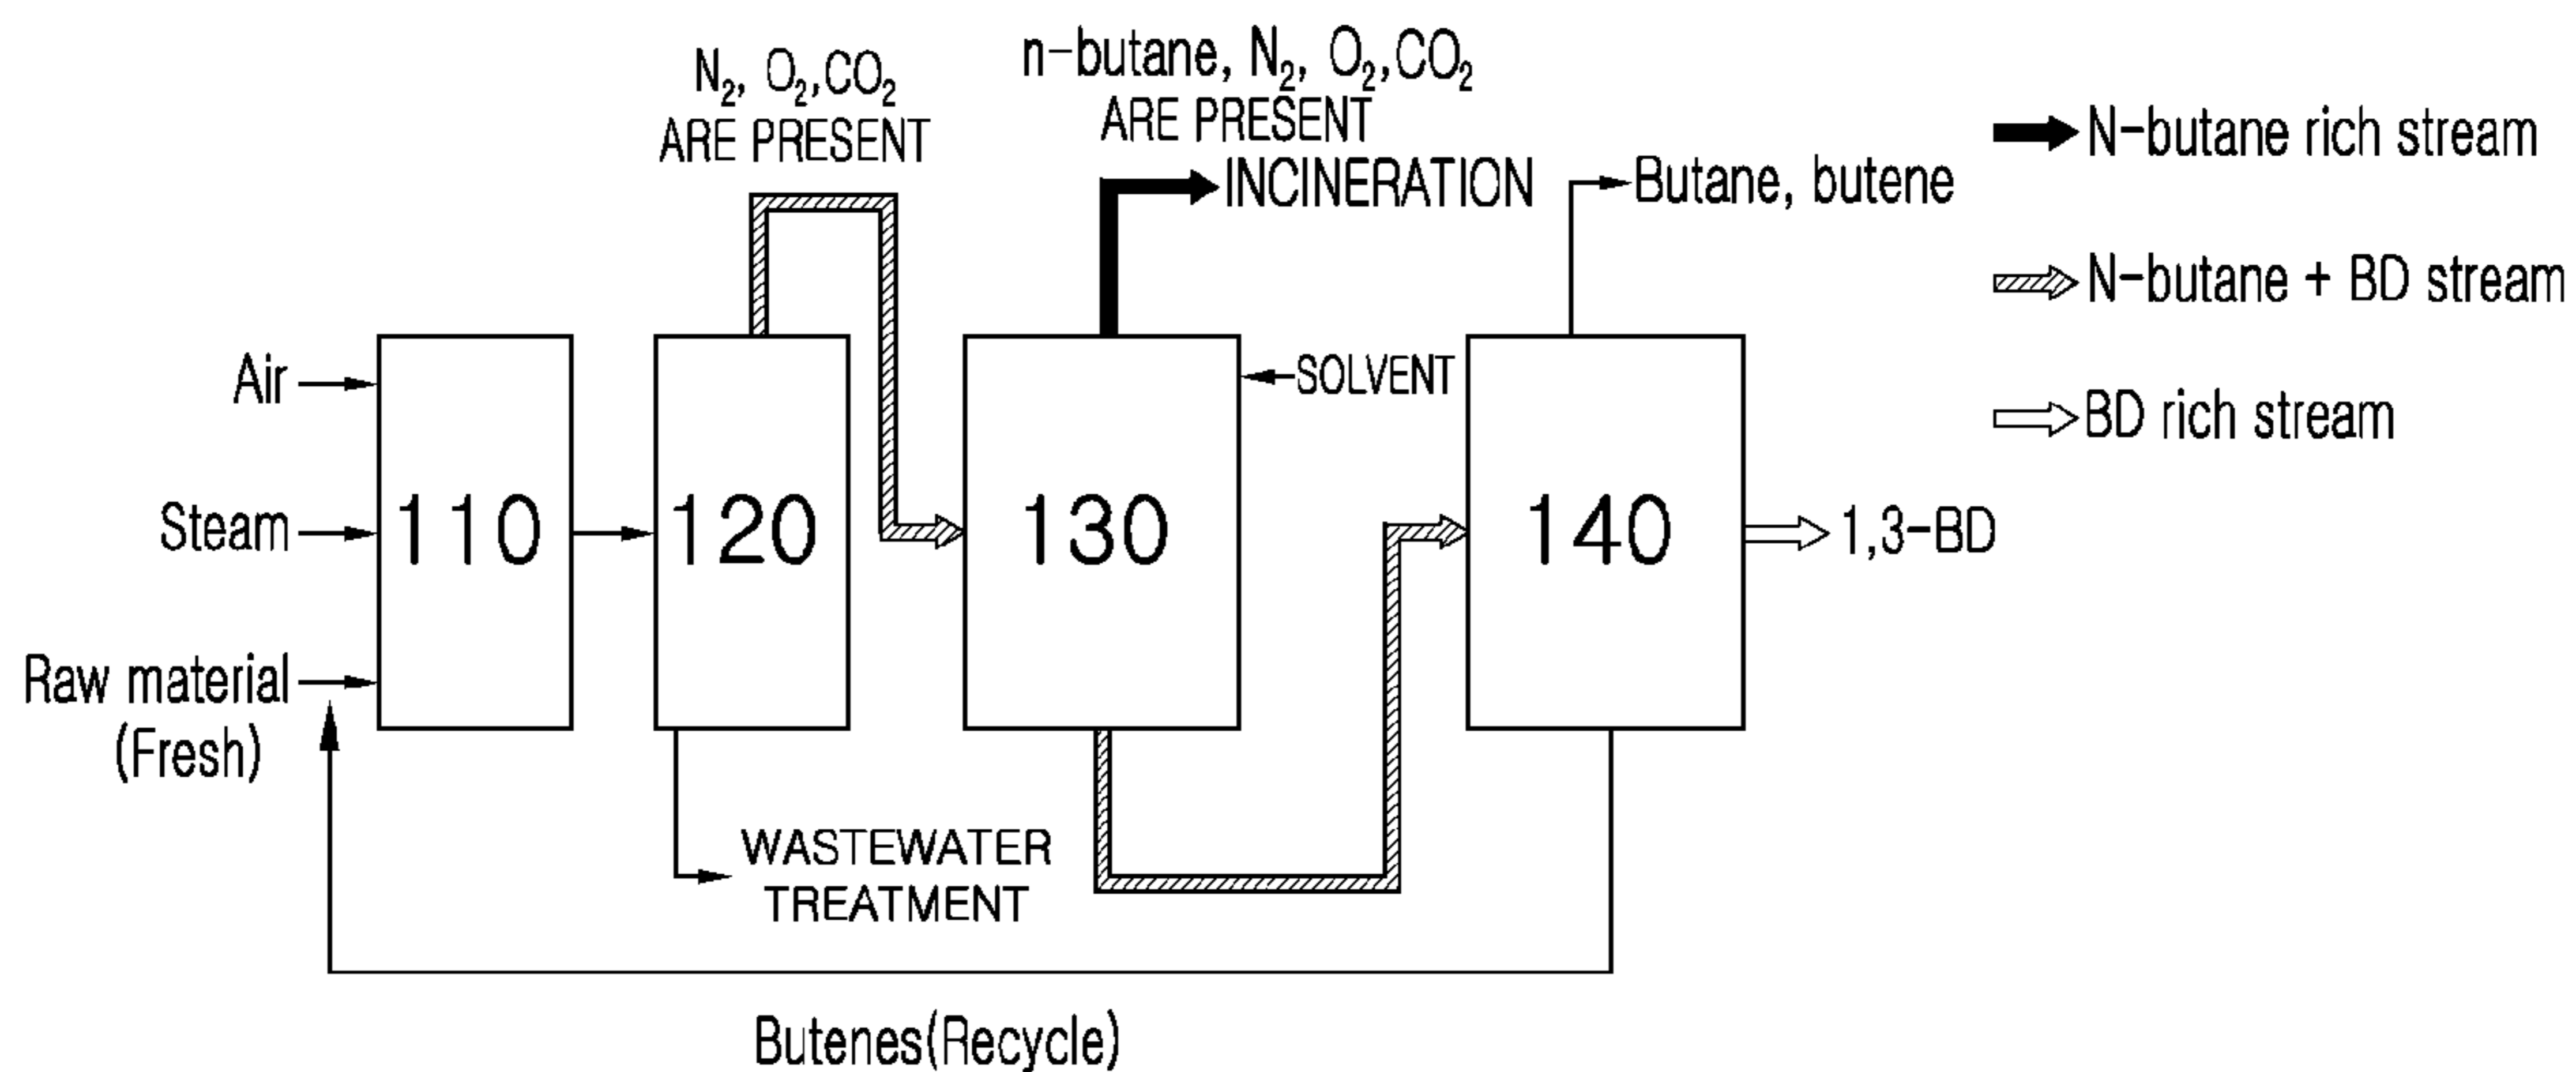 N₂, O₂,CO₂
ARE PRESENT
n-butane, N₂, O₂,CO₂
ARE PRESENT
INCINERATION
Butane, butene
N-butane rich stream
N-butane + BD stream
BD rich stream
Air
Steam
Raw material
(Fresh)
110
120
130
140
SOLVENT
1,3-BD
WASTEWATER
TREATMENT
Butenes(Recycle)